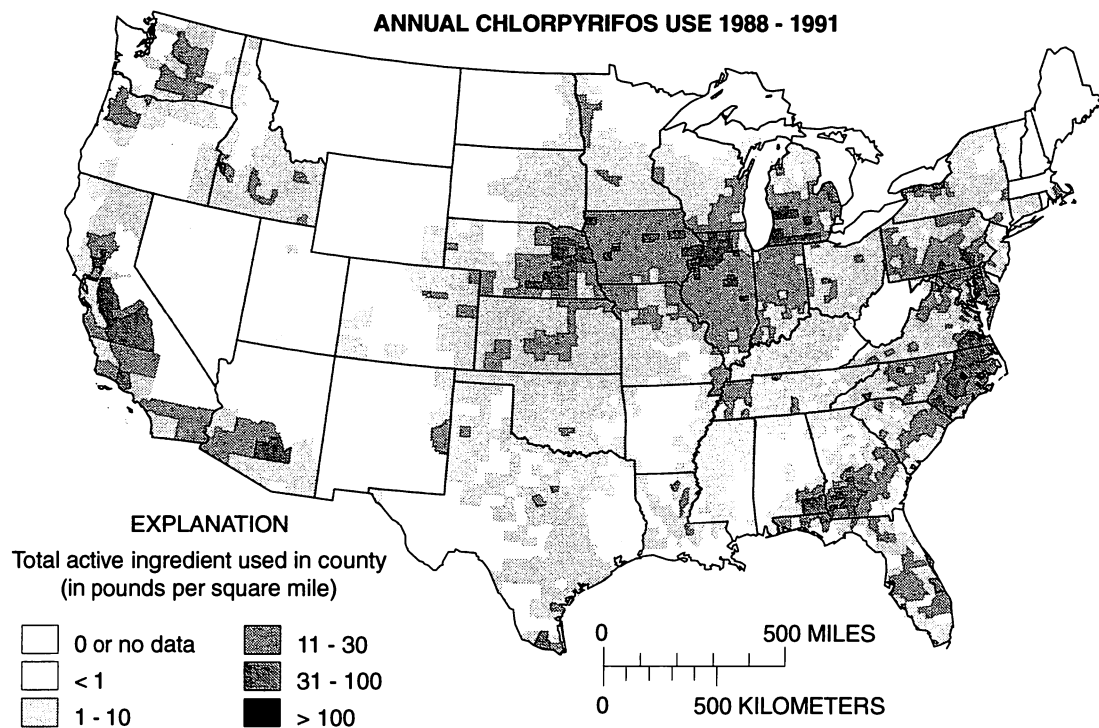 ANNUAL CHLORPYRIFOS USE 1988 - 1991
EXPLANATION
Total active ingredient used in county
(in pounds per square mile)
0 or no data
< 1
1 - 10
11 - 30
31 - 100
> 100
0 500 MILES
0 500 KILOMETERS